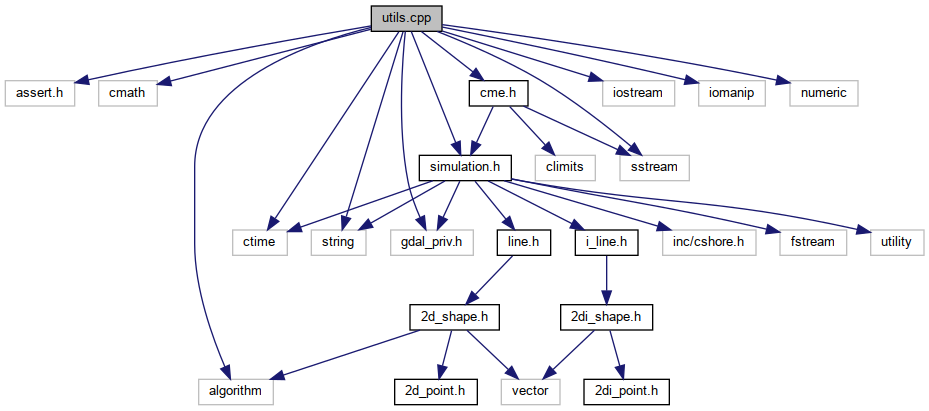 utils.cpp
assert.h
cmath
cme.h
iostream
iomanip
numeric
simulation.h
climits
sstream
ctime
string
gdal_priv.h
line.h
i_line.h
inc/cshore.h
fstream
utility
2d_shape.h
2di_shape.h
algorithm
2d_point.h
vector
2di_point.h